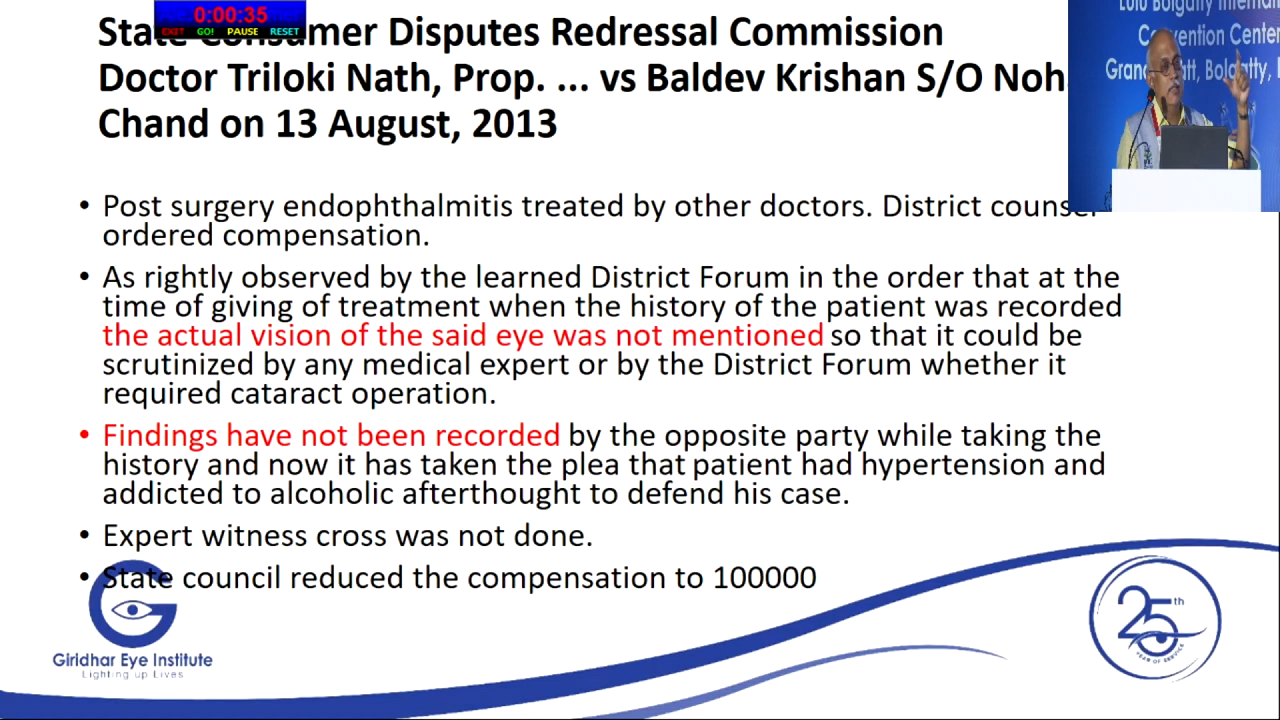 0:00:35
EXIT GO! PAUSE RESET
State Consumer Disputes Redressal Commission
Doctor Triloki Nath, Prop. ... vs Baldev Krishan S/O Noh
Chand on 13 August, 2013
Convention Center
• Post surgery endophthalmitis treated by other doctors. District counsel
ordered compensation.
• As rightly observed by the learned District Forum in the order that at the
time of giving of treatment when the history of the patient was recorded
the actual vision of the said eye was not mentioned so that it could be
scrutinized by any medical expert or by the District Forum whether it
required cataract operation.
• Findings have not been recorded by the opposite party while taking the
history and now it has taken the plea that patient had hypertension and
addicted to alcoholic afterthought to defend his case.
• Expert witness cross was not done.
• State council reduced the compensation to 100000
Giridhar Eye Institute
Lighting up Lives
25th
YEAR OF SERVICE